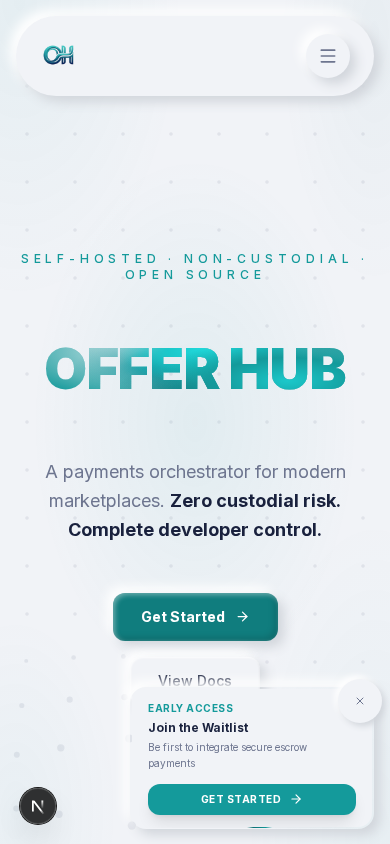 OH
SELF-HOSTED · NON-CUSTODIAL ·
OPEN SOURCE
OFFER HUB
A payments orchestrator for modern
marketplaces. Zero custodial risk.
Complete developer control.
Get Started →
View Docs
EARLY ACCESS
Join the Waitlist
Be first to integrate secure escrow
payments
GET STARTED →
N